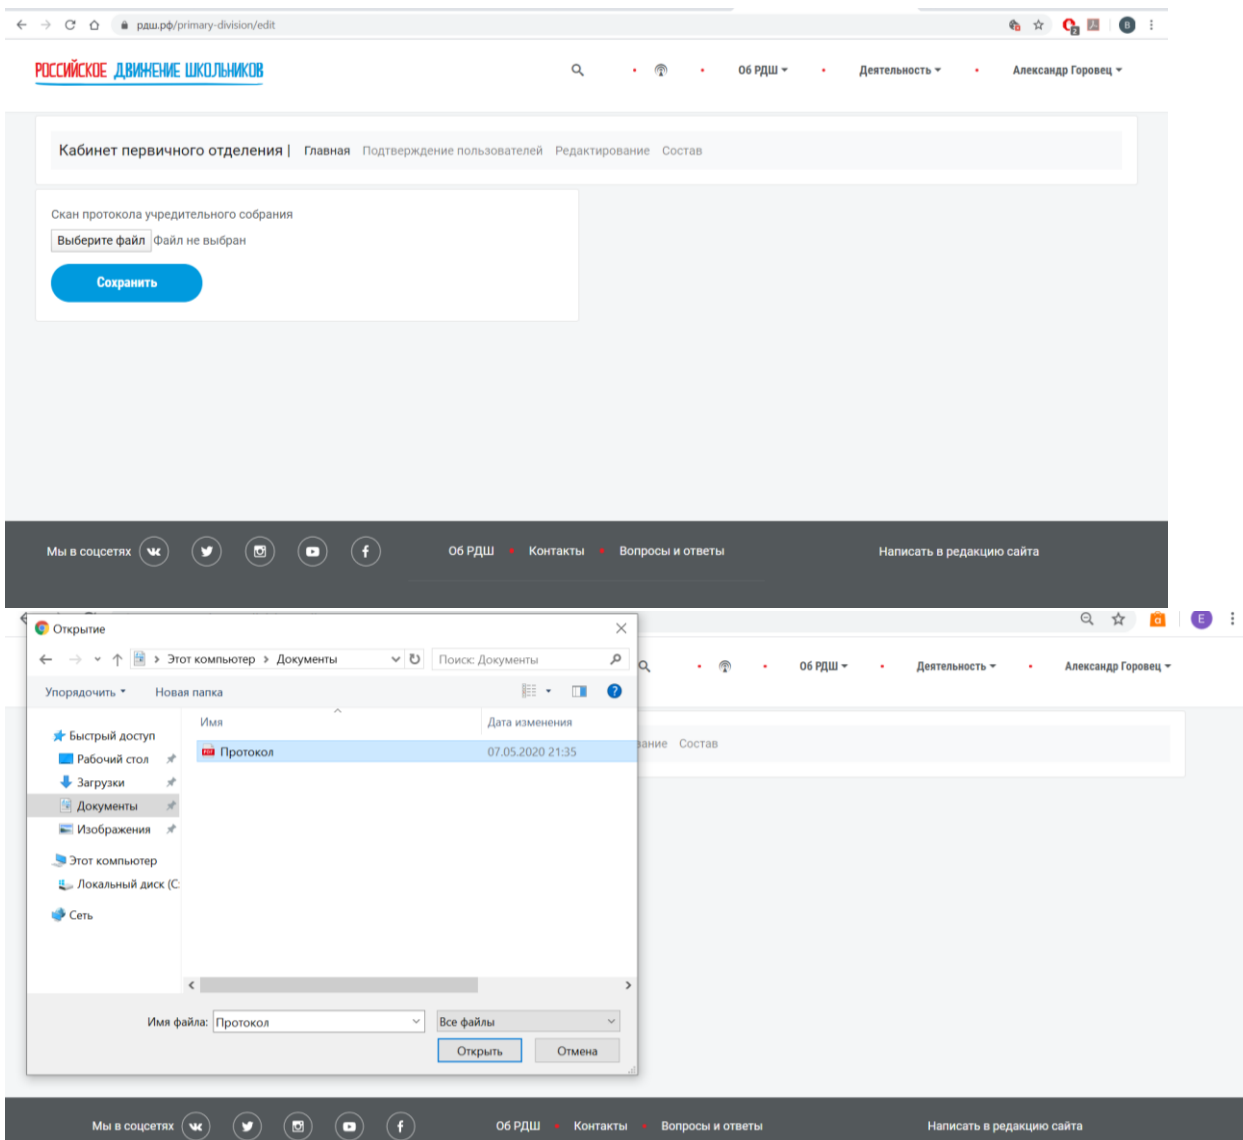 рдш.рф/primary-division/edit
2
B
РОССИЙСКОЕ ДВИЖЕНИЕ ШКОЛЬНИКОВ
Об РДШ
Деятельность
Александр Горовец
Кабинет первичного отделения | Главная Подтверждение пользователей Редактирование Состав
Скан протокола учредительного собрания
Выберите файл Файл не выбран
Сохранить
Мы в соцсетях
Об РДШ Контакты Вопросы и ответы
Написать в редакцию сайта
Открытие
E
Этот компьютер > Документы
Поиск: Документы
Об РДШ
Деятельность
Александр Горовец
Упорядочить Новая папка
Имя
Дата изменения
Быстрый доступ
Рабочий стол
Загрузки
Документы
Изображения
Этот компьютер
Локальный диск (C:
Сеть
Протокол
07.05.2020 21:35
вание Состав
Имя файла: Протокол
Все файлы
Открыть
Отмена
Мы в соцсетях
Об РДШ Контакты Вопросы и ответы
Написать в редакцию сайта